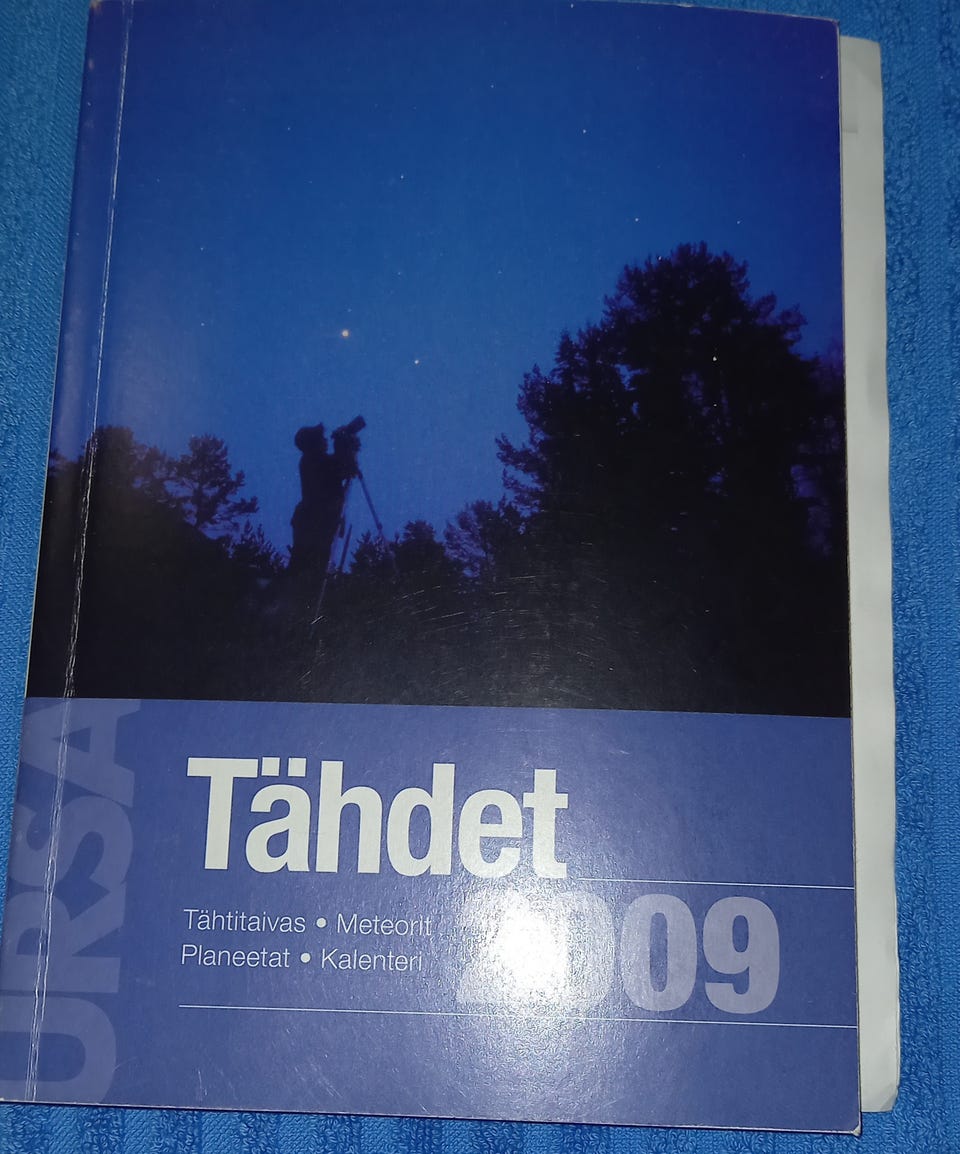 URSA
Tähdet
2009
Tähtitaivas • Meteorit
Planeetat • Kalenteri